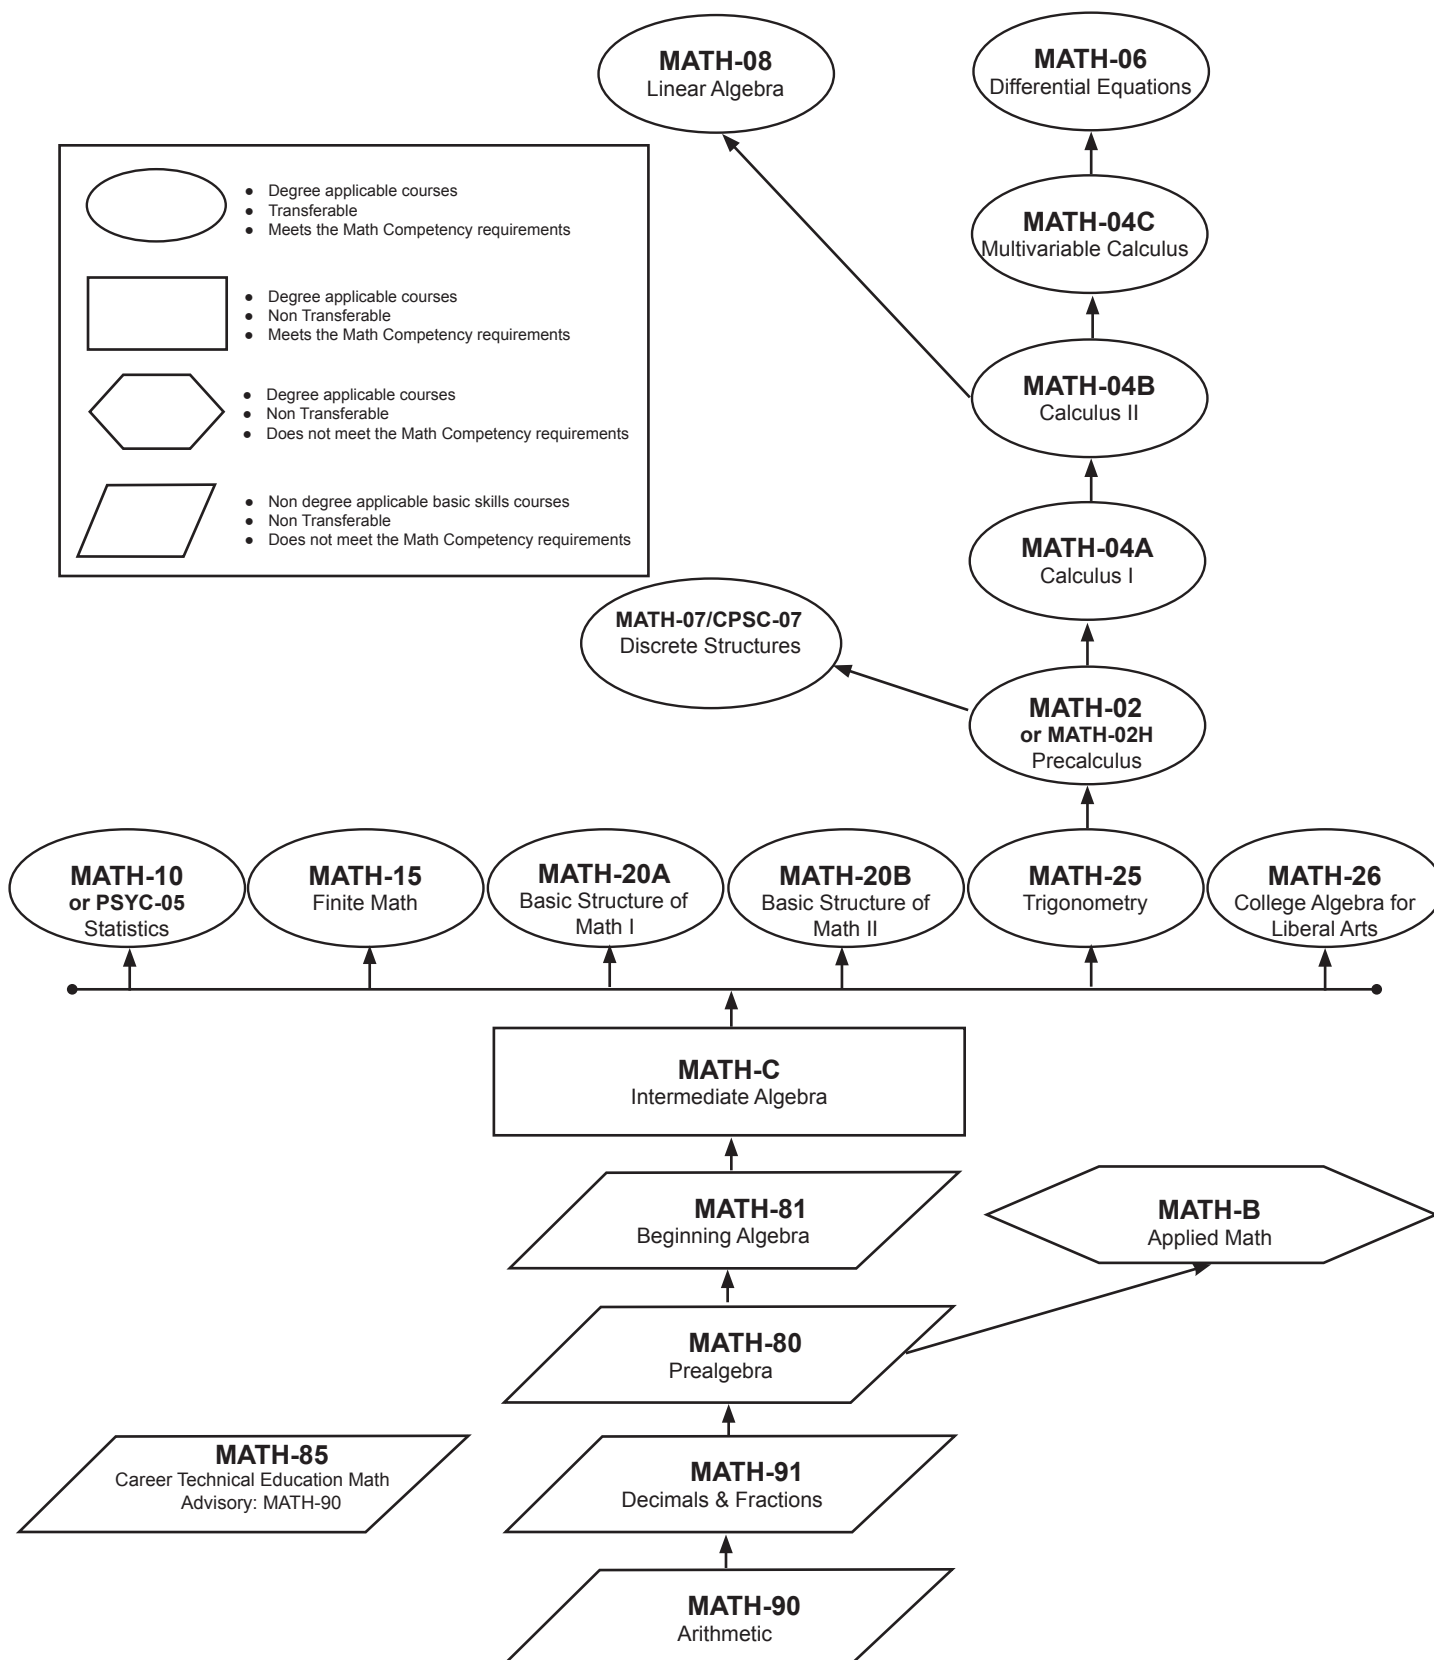 MATH-08
Linear Algebra
MATH-06
Differential Equations
● Degree applicable courses
● Transferable
● Meets the Math Competency requirements
● Degree applicable courses
● Non Transferable
● Meets the Math Competency requirements
● Degree applicable courses
● Non Transferable
● Does not meet the Math Competency requirements
● Non degree applicable basic skills courses
● Non Transferable
● Does not meet the Math Competency requirements
MATH-04C
Multivariable Calculus
MATH-04B
Calculus II
MATH-04A
Calculus I
MATH-07/CPSC-07
Discrete Structures
MATH-02
or MATH-02H
Precalculus
MATH-10
or PSYC-05
Statistics
MATH-15
Finite Math
MATH-20A
Basic Structure of
Math I
MATH-20B
Basic Structure of
Math II
MATH-25
Trigonometry
MATH-26
College Algebra for
Liberal Arts
MATH-C
Intermediate Algebra
MATH-81
Beginning Algebra
MATH-B
Applied Math
MATH-80
Prealgebra
MATH-85
Career Technical Education Math
Advisory: MATH-90
MATH-91
Decimals & Fractions
MATH-90
Arithmetic